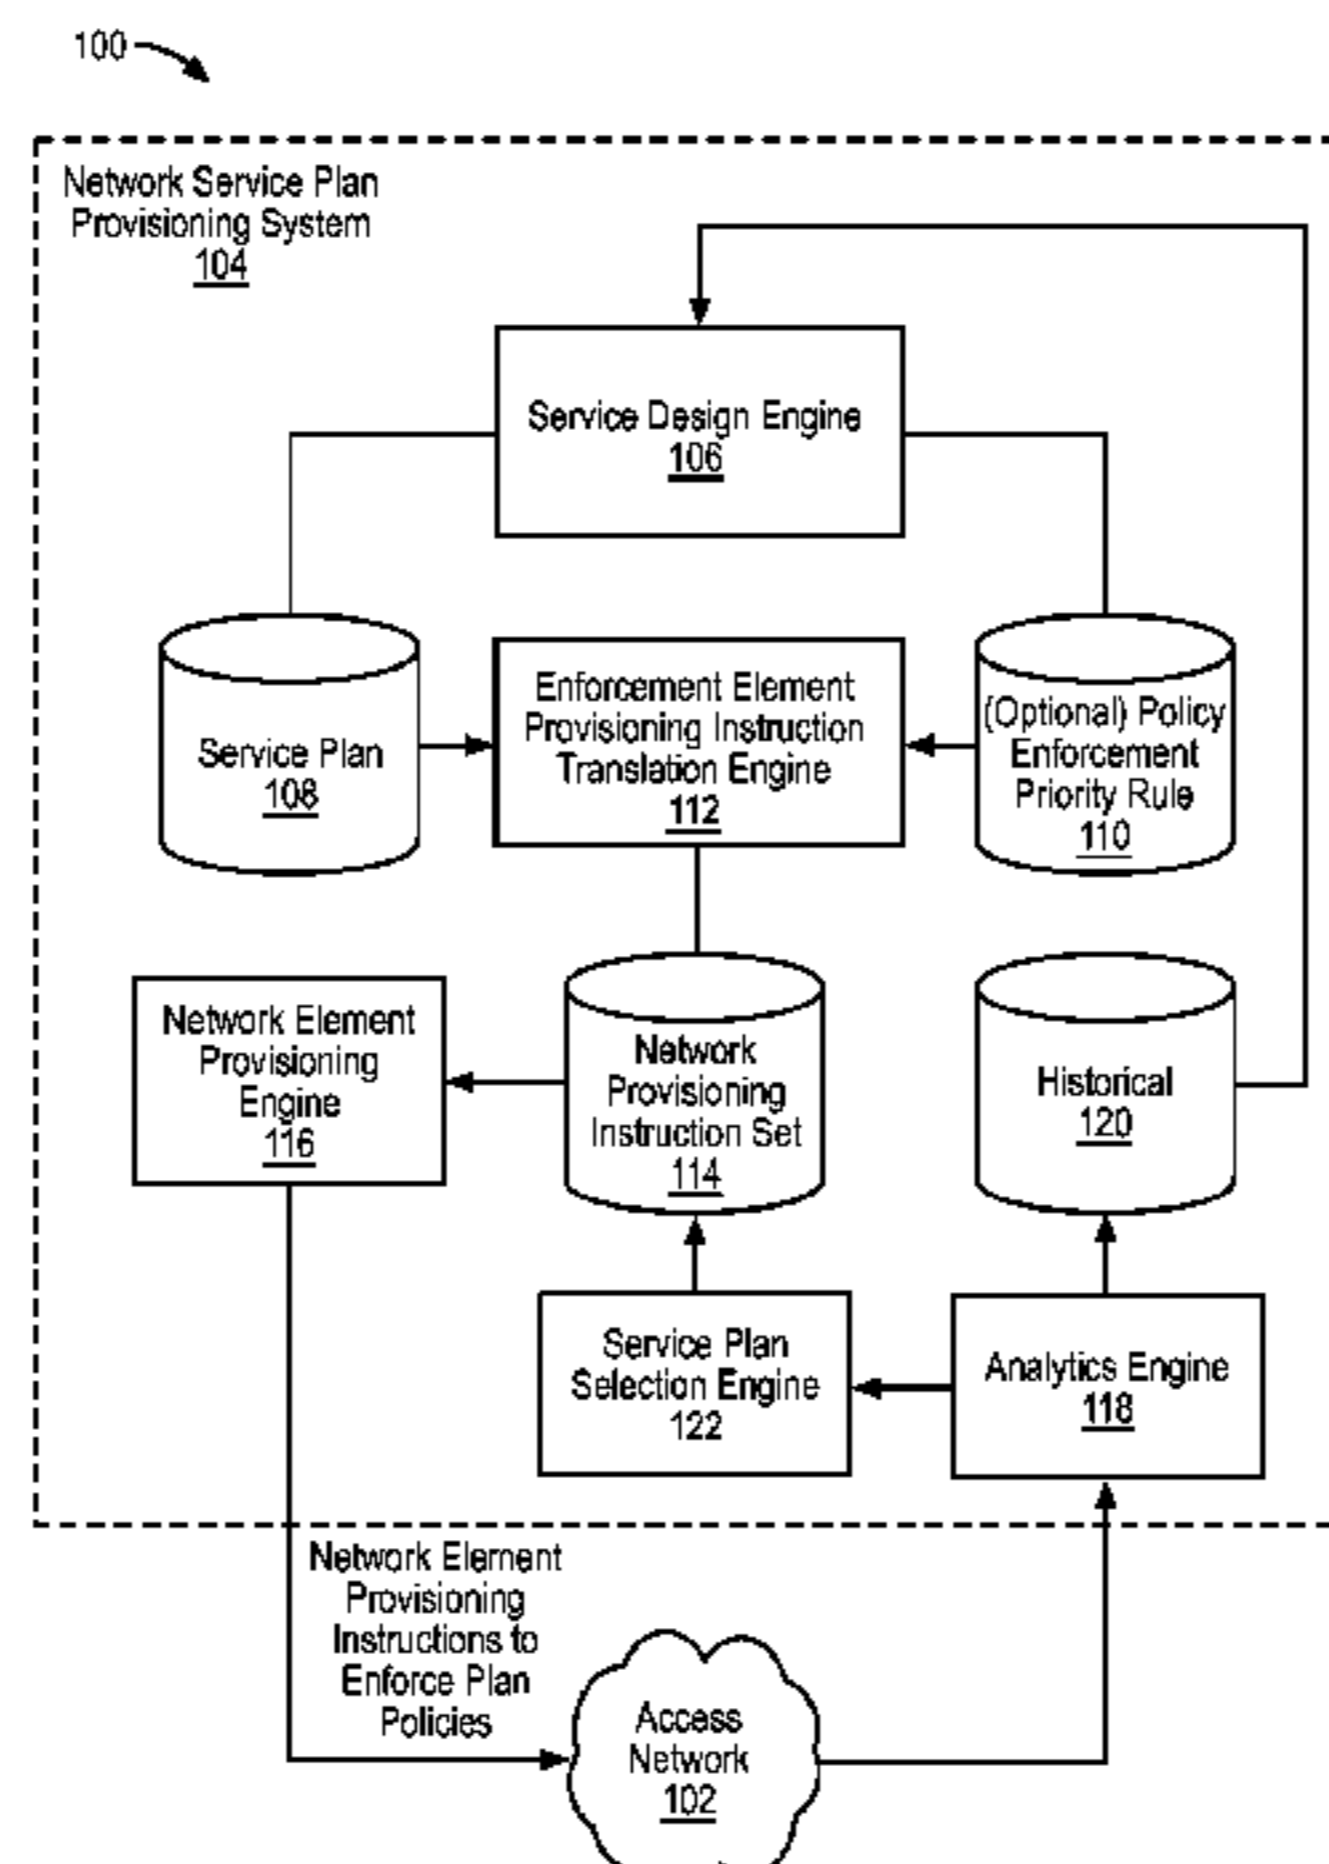 100
Network Service Plan
Provisioning System
104
Service Design Engine
106
Service Plan
108
Enforcement Element
Provisioning Instruction
Translation Engine
112
(Optional) Policy
Enforcement
Priority Rule
110
Network Element
Provisioning
Engine
116
Network
Provisioning
Instruction Set
114
Historical
120
Service Plan
Selection Engine
122
Analytics Engine
118
Network Element
Provisioning
Instructions to
Enforce Plan
Policies
Access
Network
102